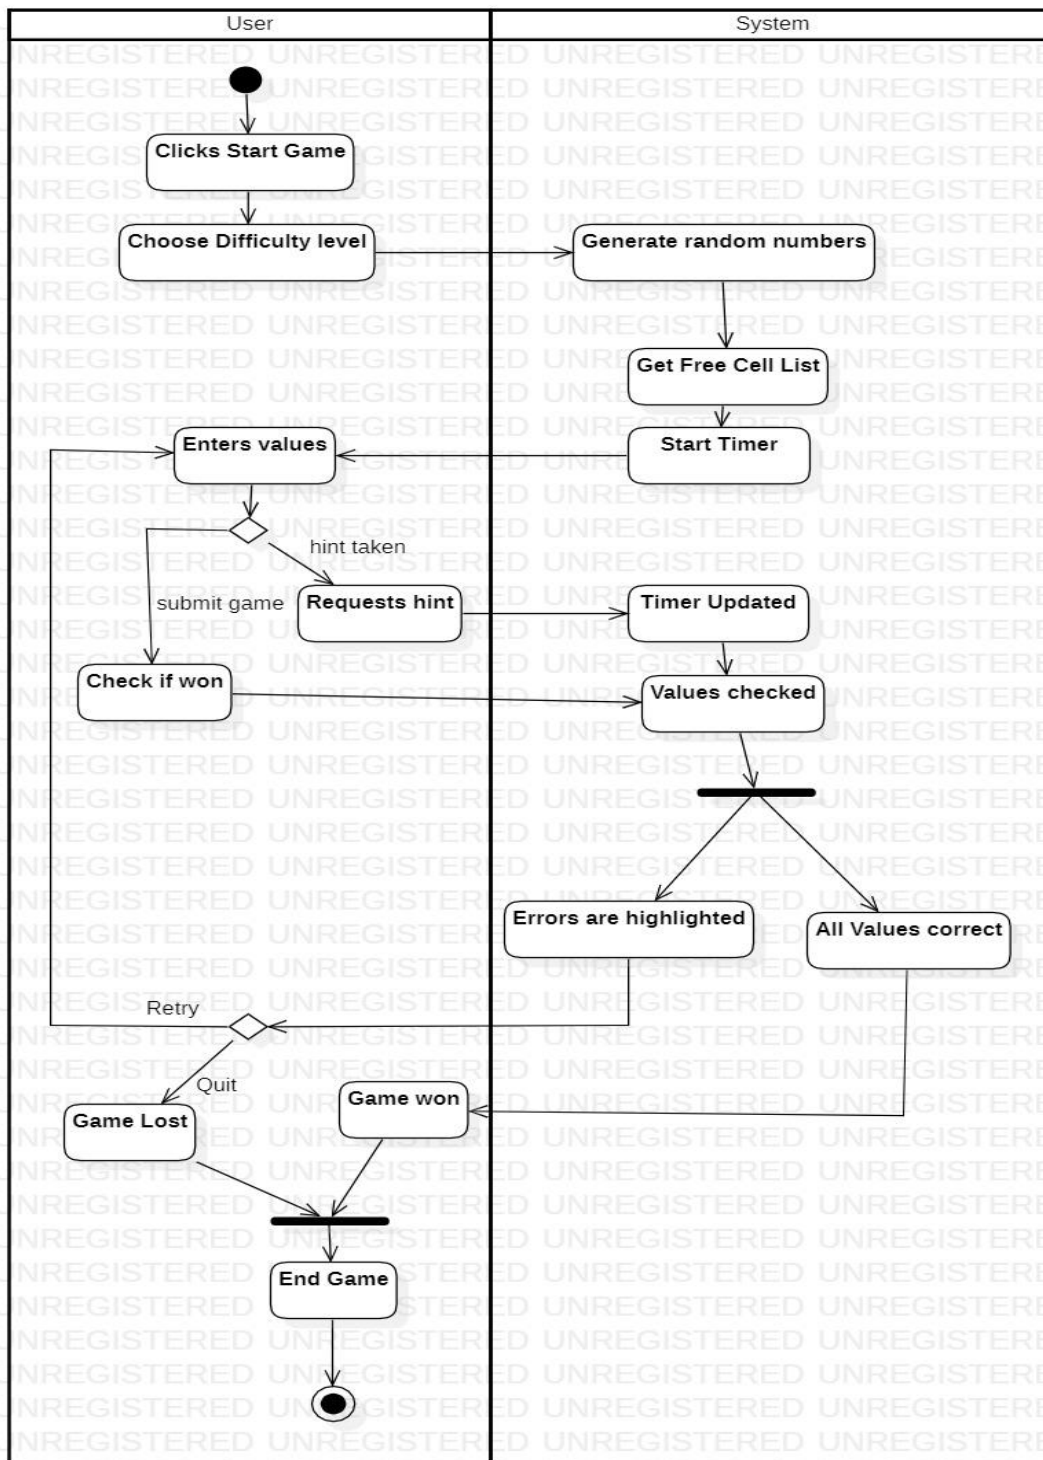 User
System
Clicks Start Game
Choose Difficulty level
Generate random numbers
Get Free Cell List
Enters values
Start Timer
hint taken
submit game
Requests hint
Timer Updated
Check if won
Values checked
Errors are highlighted
All Values correct
Retry
Quit
Game won
Game Lost
End Game
UNREGISTERED